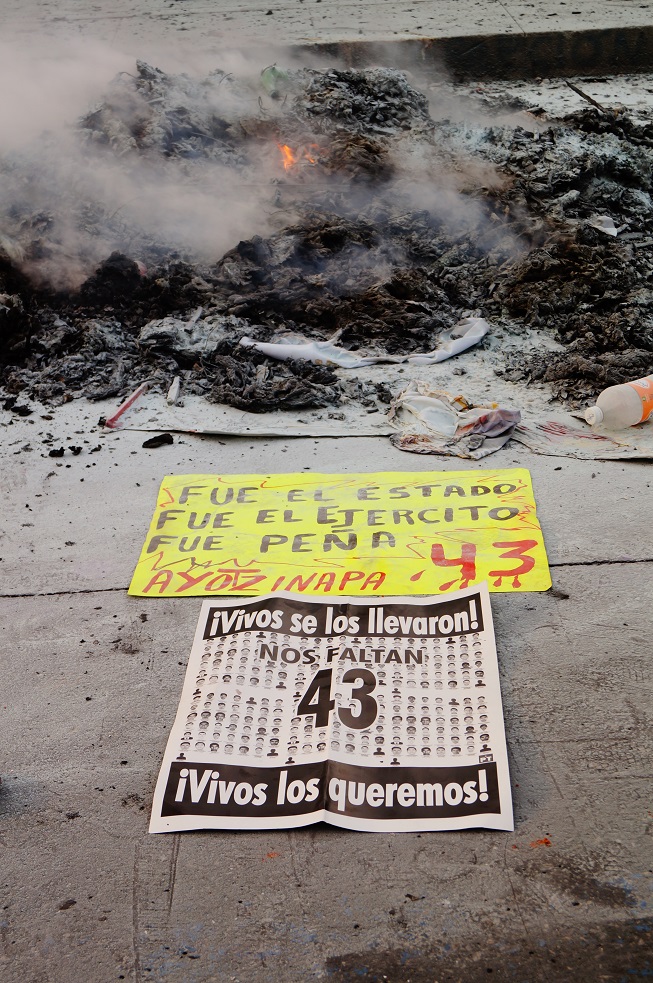 FUE EL ESTADO
FUE EL EJERCITO
FUE PEÑA
AYOTZINAPA 43
¡Vivos se los llevaron!
NOS FALTAN
43
¡Vivos los queremos!